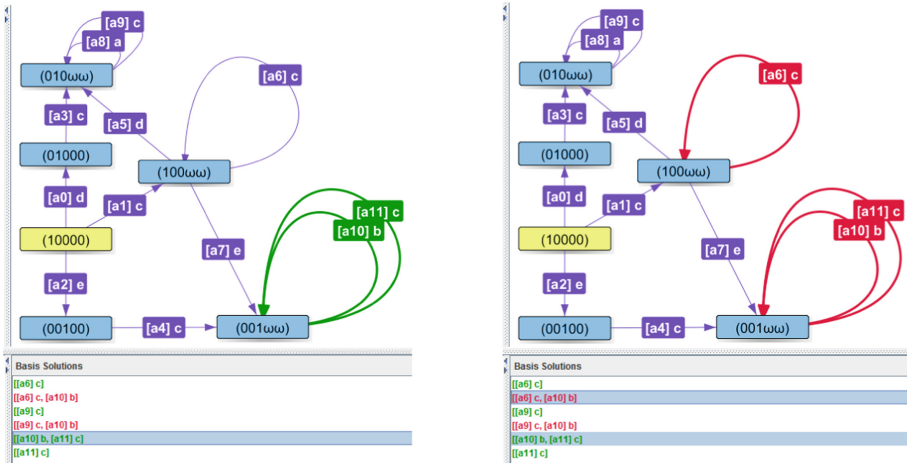 [a9] c
[a8] a
(010ωω)
[a6] c
[a3] c
[a5] d
(01000)
(100ωω)
[a0] d
[a1] c
[a11] c
[a10] b
(10000)
[a7] e
[a2] e
(00100)
[a4] c
(001ωω)
Basis Solutions
[[a6] c]
[[a6] c, [a10] b]
[[a9] c]
[[a9] c, [a10] b]
[[a10] b, [a11] c]
[[a11] c]
[a9] c
[a8] a
(010ωω)
[a6] c
[a3] c
[a5] d
(01000)
(100ωω)
[a0] d
[a1] c
[a11] c
[a10] b
(10000)
[a7] e
[a2] e
(00100)
[a4] c
(001ωω)
Basis Solutions
[[a6] c]
[[a6] c, [a10] b]
[[a9] c]
[[a9] c, [a10] b]
[[a10] b, [a11] c]
[[a11] c]